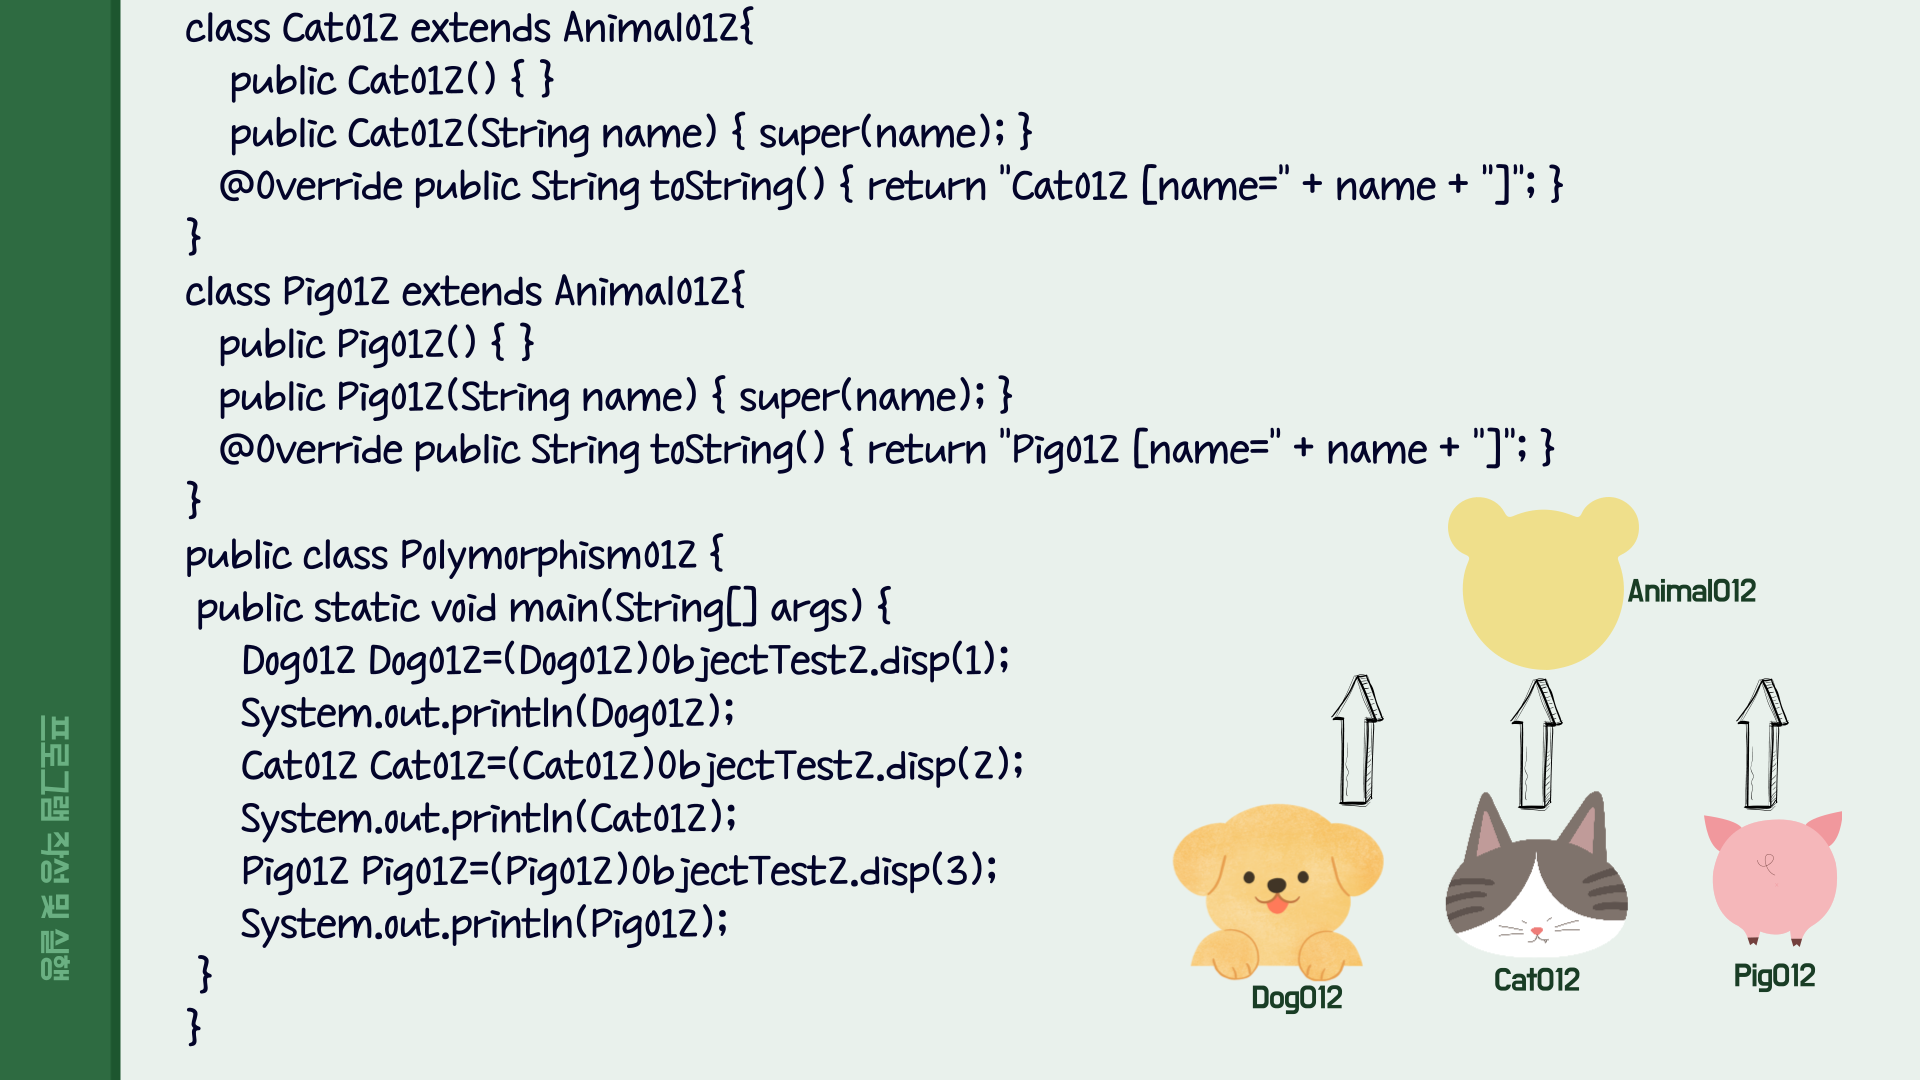 class Cat012 extends Animal012{
public Cat012() { }
public Cat012(String name) { super(name); }
@Override public String toString() { return "Cat012 [name=" + name + "]"; }
}
class Pig012 extends Animal012{
public Pig012() { }
public Pig012(String name) { super(name); }
@Override public String toString() { return "Pig012 [name=" + name + "]"; }
}
public class Polymorphism012 {
public static void main(String[] args) {
Dog012 Dog012=(Dog012)ObjectTest2.disp(1);
System.out.println(Dog012);
Cat012 Cat012=(Cat012)ObjectTest2.disp(2);
System.out.println(Cat012);
Pig012 Pig012=(Pig012)ObjectTest2.disp(3);
System.out.println(Pig012);
}
}
Animal012
Dog012
Cat012
Pig012
프로그램 작성 및 실행